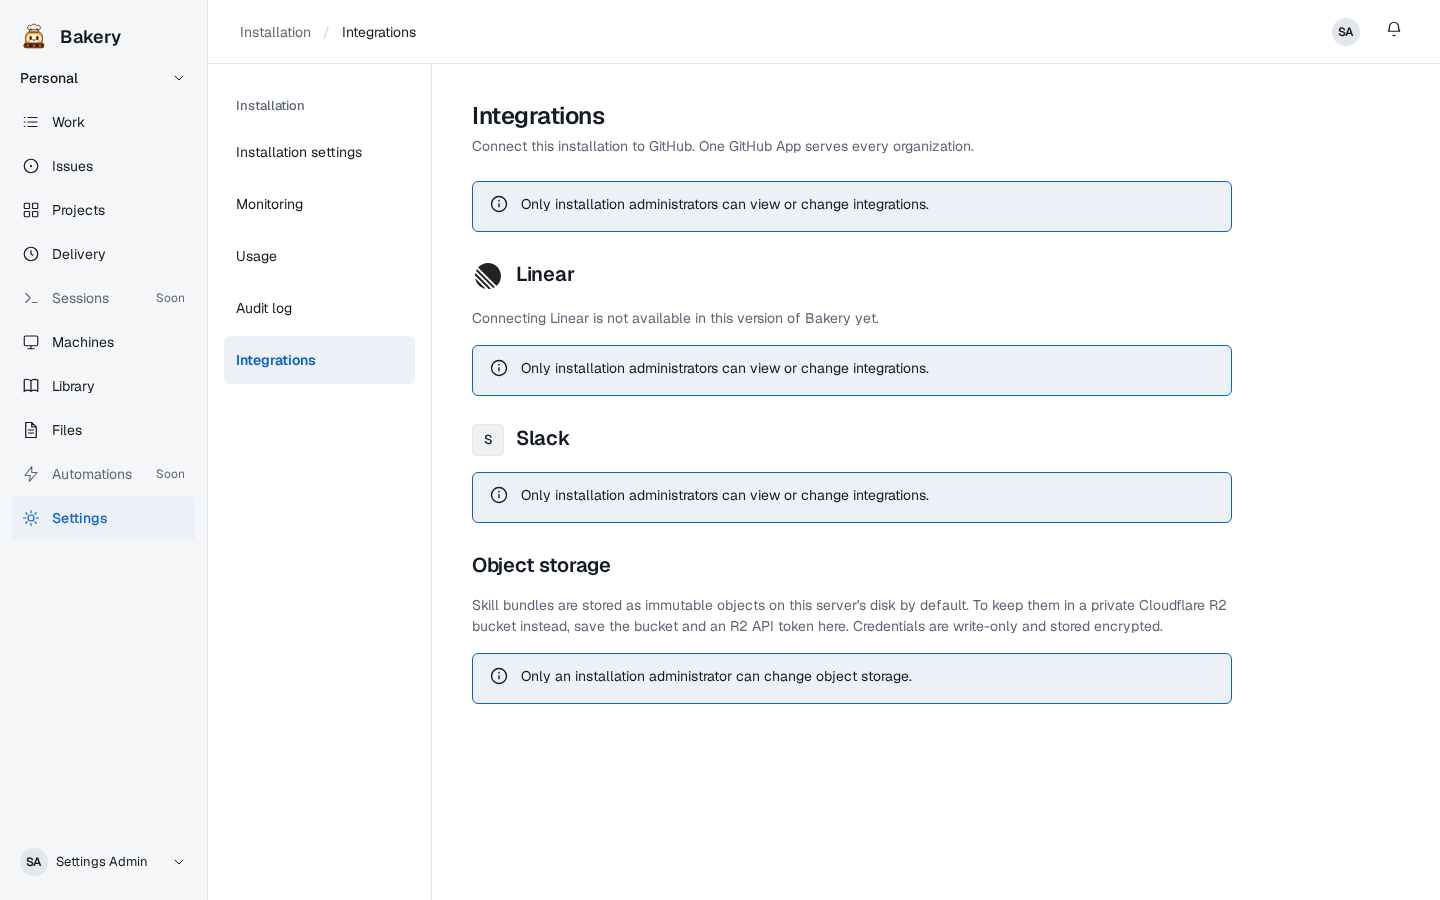 Bakery
Personal
Work
Issues
Projects
Delivery
Sessions Soon
Machines
Library
Files
Automations Soon
Settings
SA Settings Admin
Installation / Integrations
SA
Installation
Installation settings
Monitoring
Usage
Audit log
Integrations
Integrations
Connect this installation to GitHub. One GitHub App serves every organization.
Only installation administrators can view or change integrations.
Linear
Connecting Linear is not available in this version of Bakery yet.
Only installation administrators can view or change integrations.
S Slack
Only installation administrators can view or change integrations.
Object storage
Skill bundles are stored as immutable objects on this server's disk by default. To keep them in a private Cloudflare R2
bucket instead, save the bucket and an R2 API token here. Credentials are write-only and stored encrypted.
Only an installation administrator can change object storage.